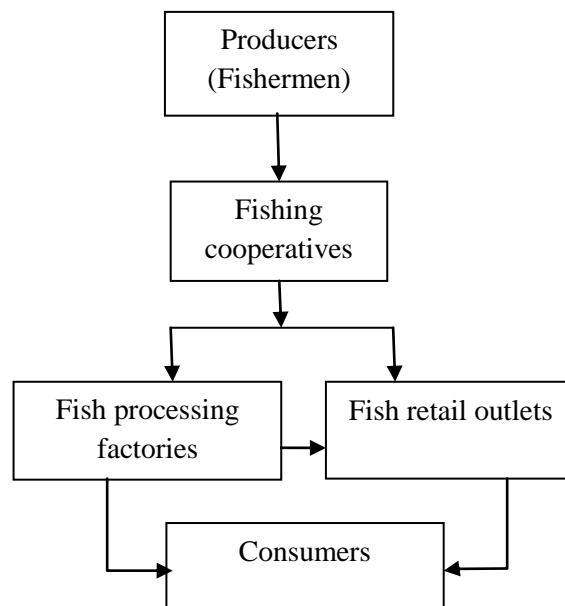 Producers
(Fishermen)
Fishing
cooperatives
Fish processing
factories
Fish retail outlets
Consumers